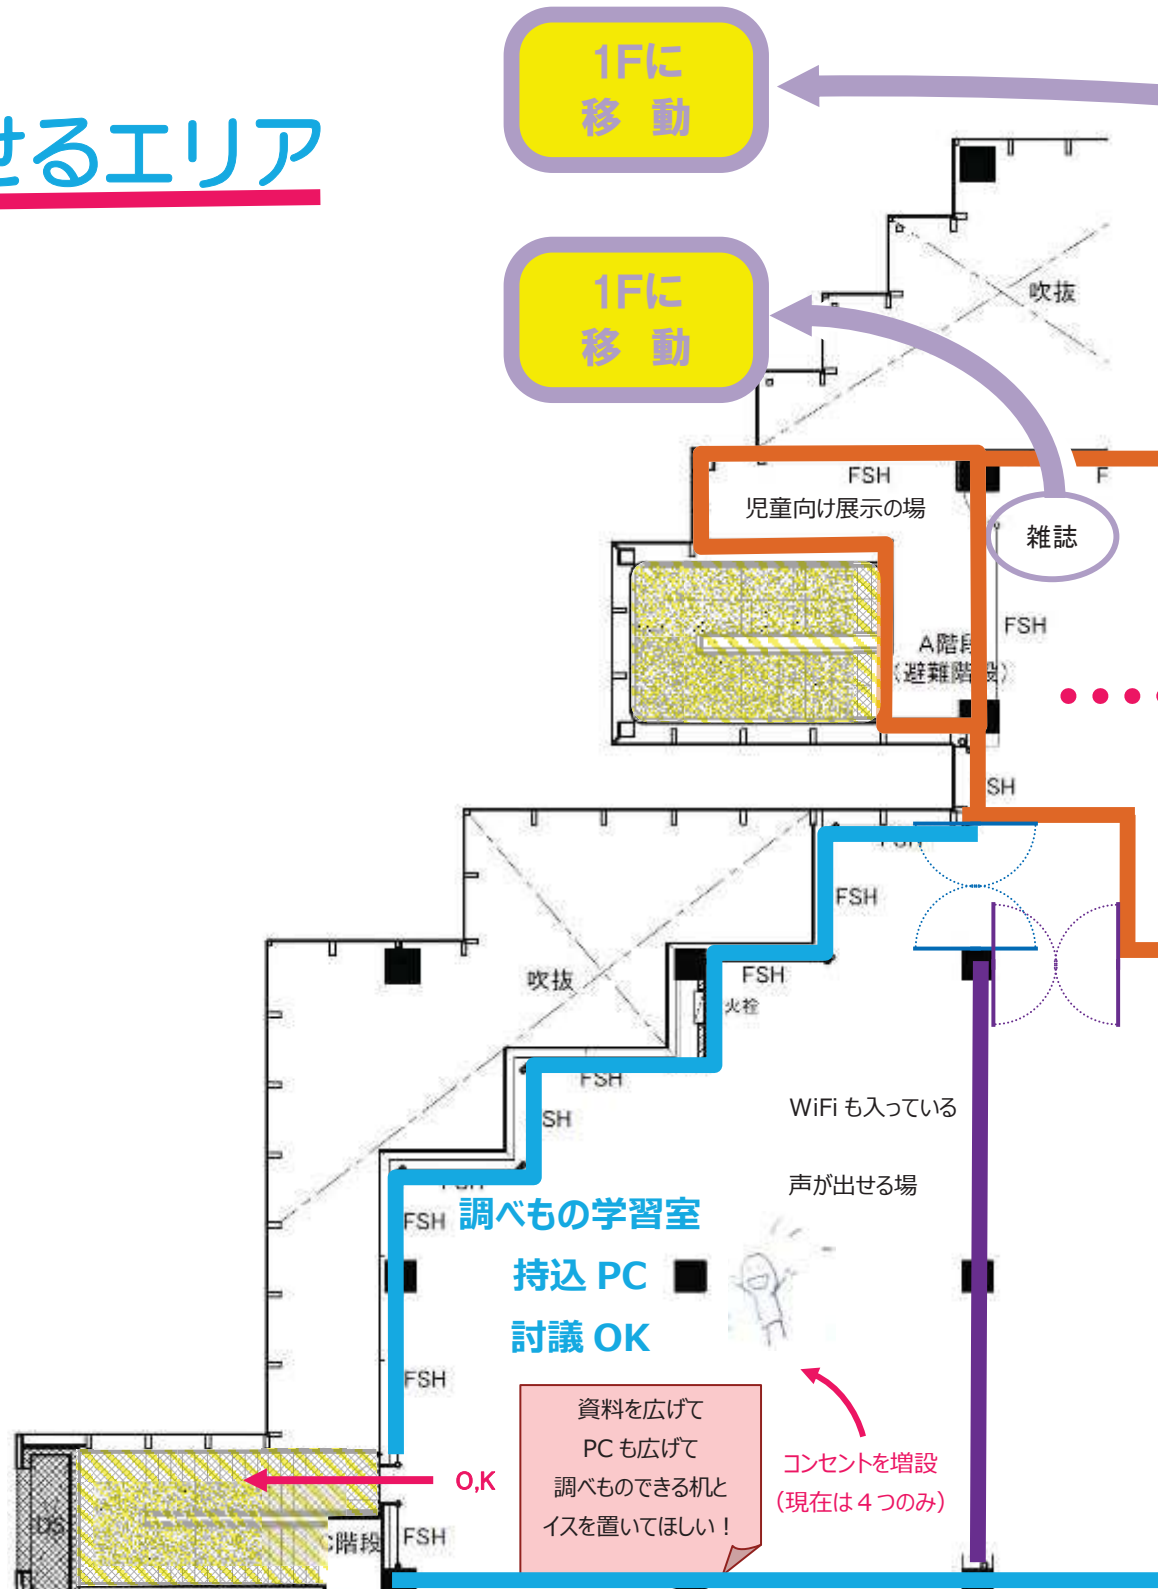 1Fに
移 動
せるエリア
1Fに
移 動
吹抜
FSH
F
児童向け展示の場
雑誌
FSH
A階段
(避難階段)
SH
FSH
FSH
吹抜
FSH
火栓
FSH
SH
WiFi も入っている
声が出せる場
FSH
調べもの学習室
持込 PC
討議 OK
FSH
資料を広げて
PC も広げて
調べものできる机と
イスを置いてほしい！
コンセントを増設
（現在は４つのみ）
O,K
DS
C階段
FSH